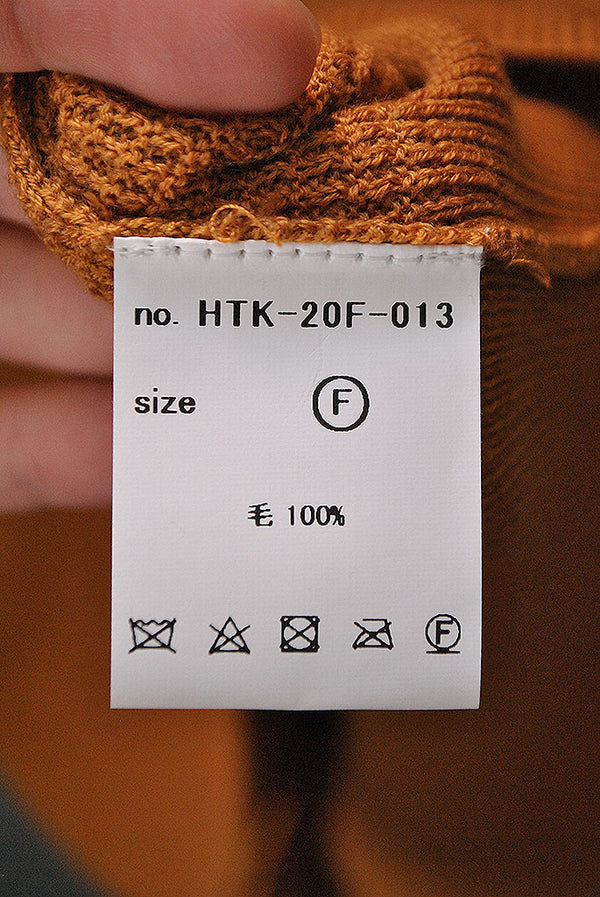 no. HTK-20F-013
size Ⓕ
毛 100%
Ⓕ